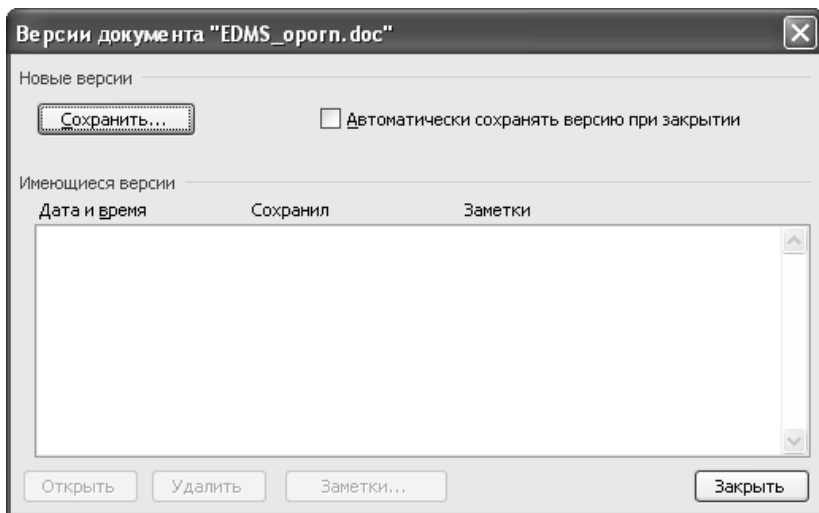 Версии документа "EDMS_oporn.doc"
Новые версии
Сохранить...
Автоматически сохранять версию при закрытии
Имеющиеся версии
Дата и время Сохранил Заметки
Открыть Удалить Заметки... Закрыть